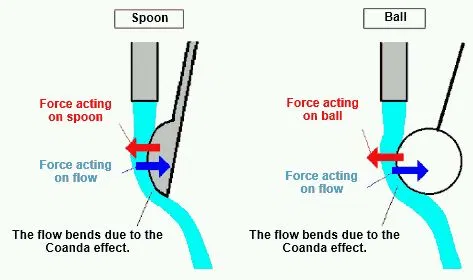 Spoon
Force acting
on spoon
Force acting
on flow
The flow bends due to the
Coanda effect.
Ball
Force acting
on ball
Force acting
on flow
The flow bends due to the
Coanda effect.